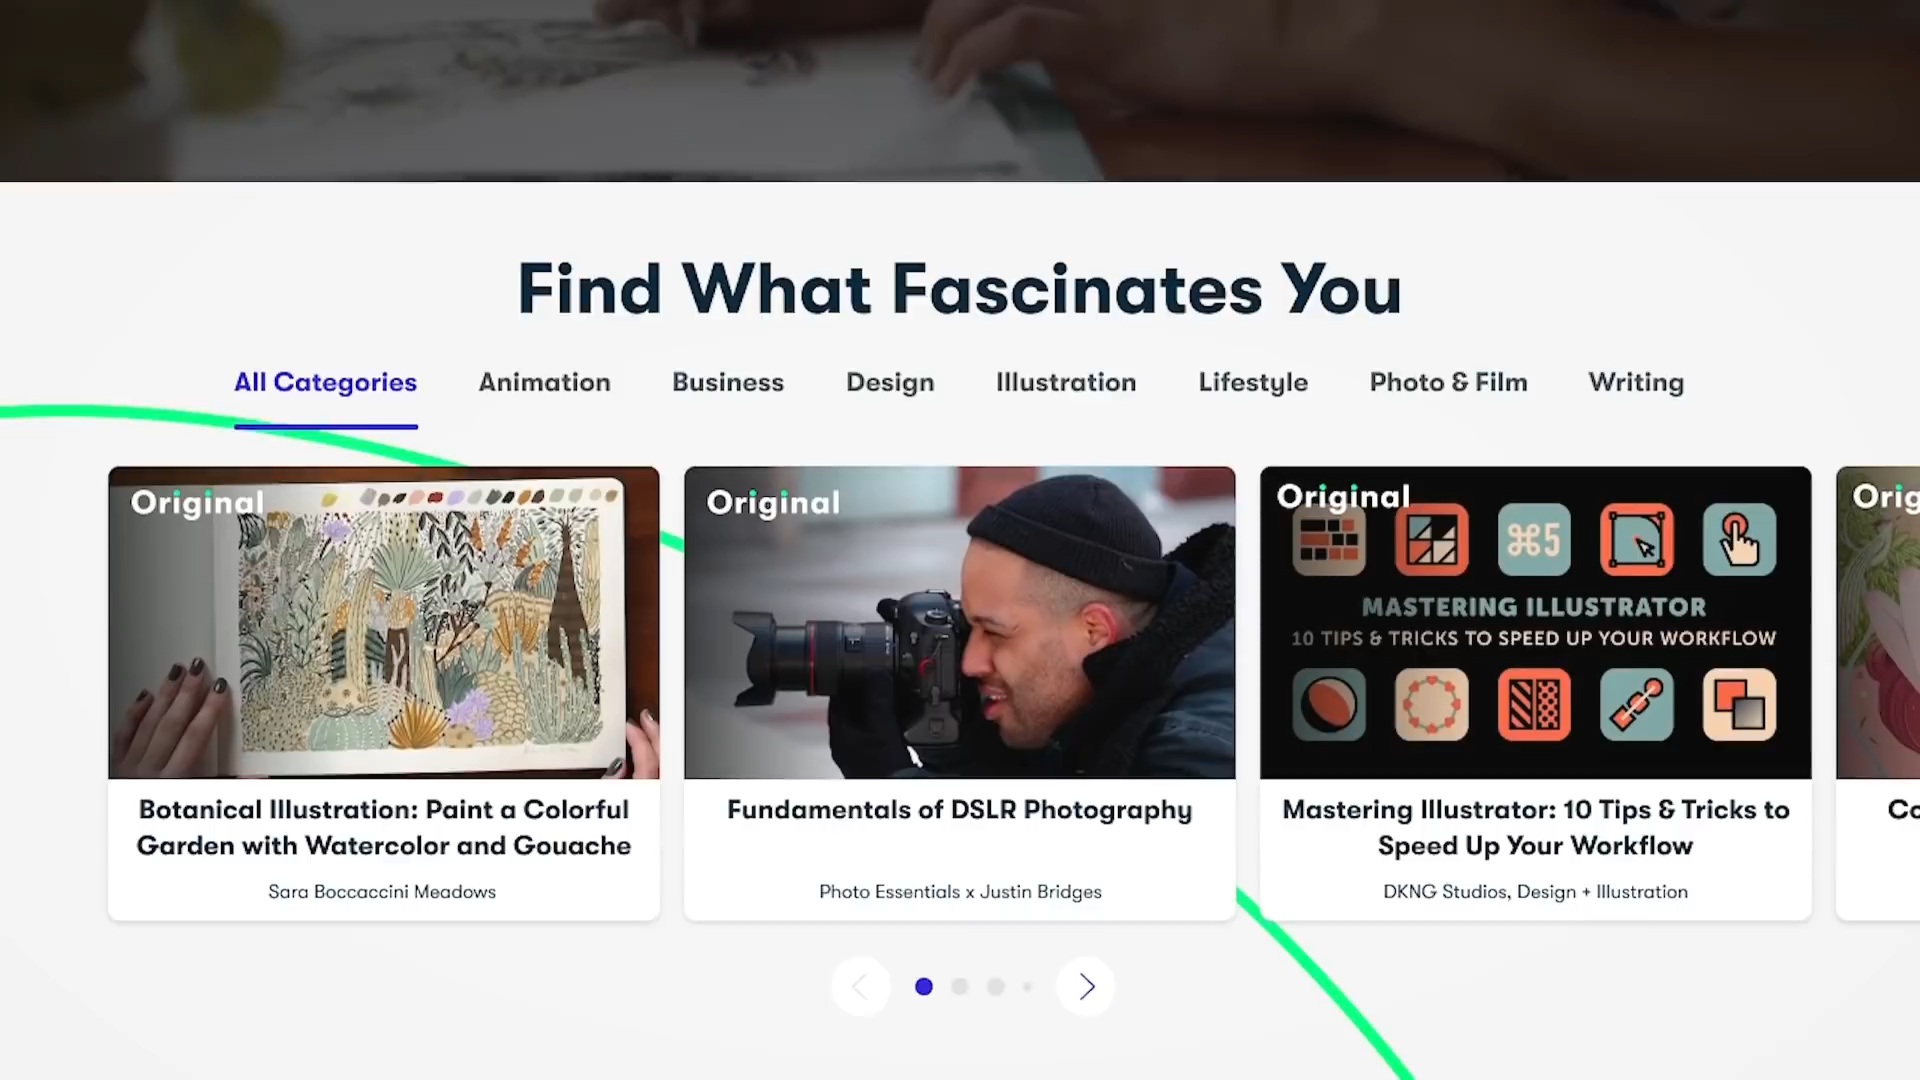 Find What Fascinates You
All Categories Animation Business Design Illustration Lifestyle Photo & Film Writing
Original
Original
Original
⌘5
MASTERING ILLUSTRATOR
10 TIPS & TRICKS TO SPEED UP YOUR WORKFLOW
Orig
Botanical Illustration: Paint a Colorful
Garden with Watercolor and Gouache
Sara Boccaccini Meadows
Fundamentals of DSLR Photography
Photo Essentials x Justin Bridges
Mastering Illustrator: 10 Tips & Tricks to
Speed Up Your Workflow
DKNG Studios, Design + Illustration
Co